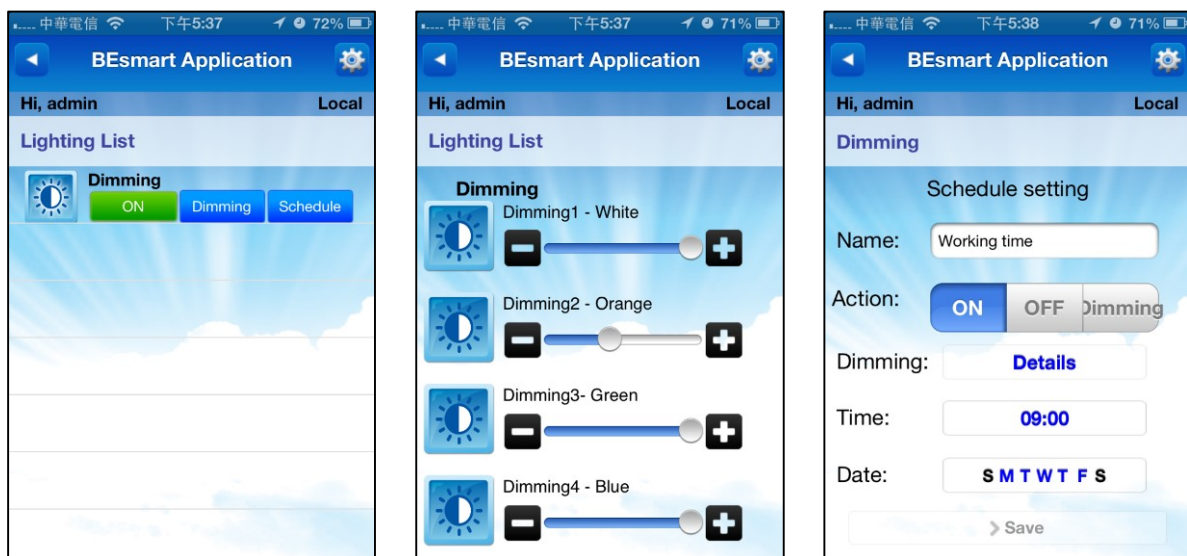 中華電信 下午5:37 72%
BEsmart Application
Hi, admin Local
Lighting List
Dimming
ON Dimming Schedule
中華電信 下午5:37 71%
BEsmart Application
Hi, admin Local
Lighting List
Dimming
Dimming1 - White
Dimming2 - Orange
Dimming3- Green
Dimming4 - Blue
中華電信 下午5:38 71%
BEsmart Application
Hi, admin Local
Dimming
Schedule setting
Name: Working time
Action: ON OFF Dimming
Dimming: Details
Time: 09:00
Date: S M T W T F S
> Save